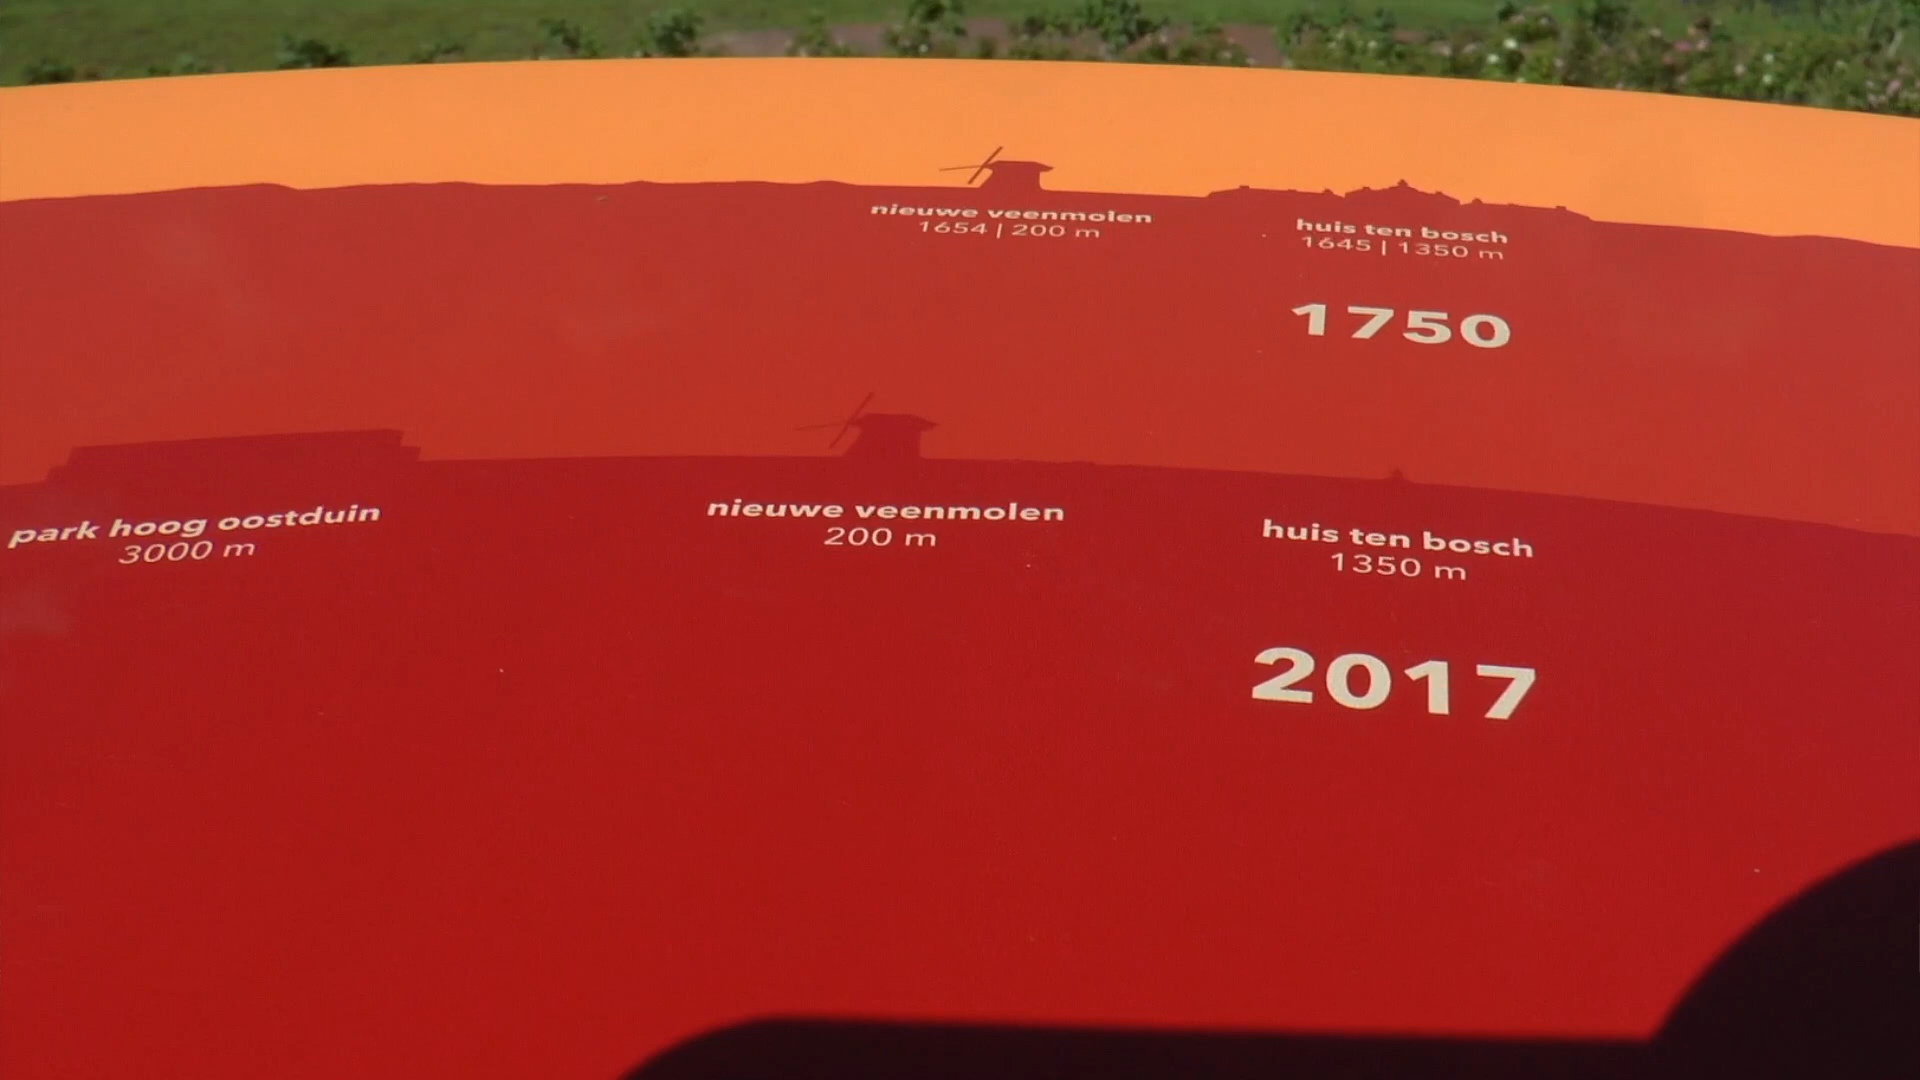 nieuwe veenmolen
1654 | 200 m
huis ten bosch
1645 | 1350 m
1750
park hoog oostduin
3000 m
nieuwe veenmolen
200 m
huis ten bosch
1350 m
2017